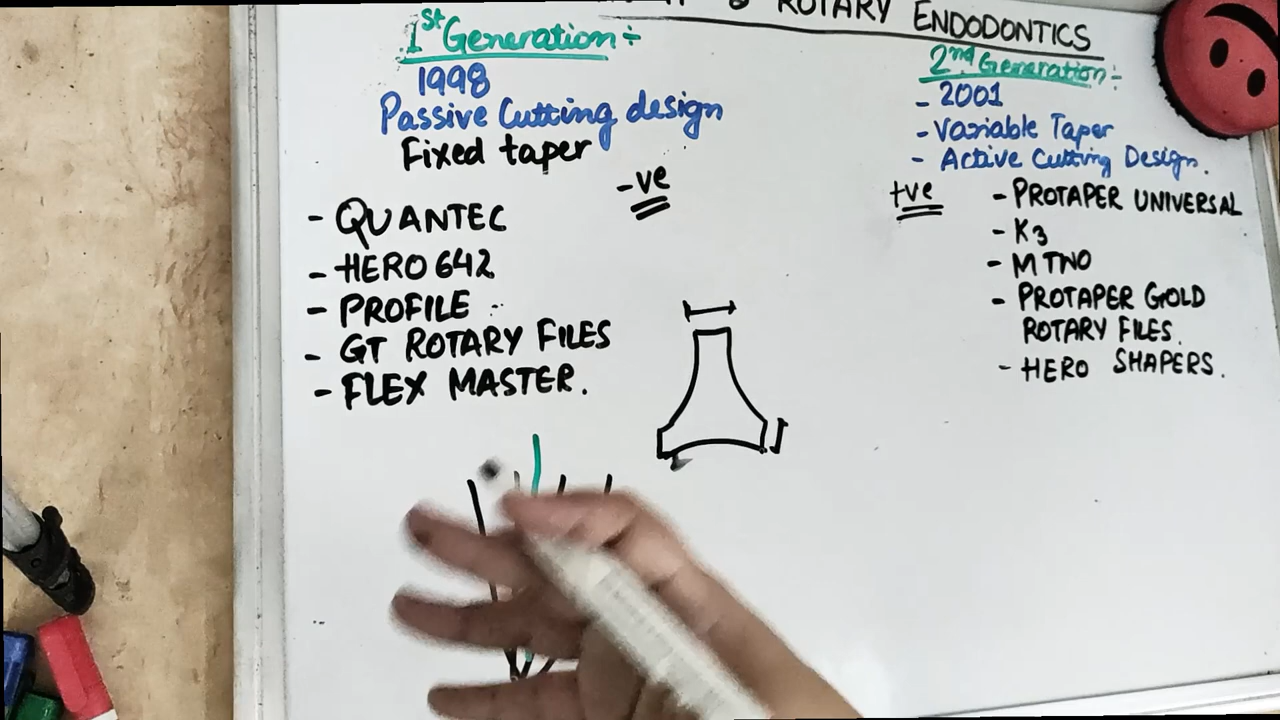 ROTARY ENDODONTICS
1st Generation :-
1998
Passive Cutting design
Fixed taper
-ve
- QUANTEC
- HERO 642
- PROFILE
- GT ROTARY FILES
- FLEX MASTER.
2nd Generation :-
- 2001
- Variable Taper
- Active Cutting Design.
+ve
- PROTAPER UNIVERSAL
- K3
- MTWO
- PROTAPER GOLD
ROTARY FILES.
- HERO SHAPERS.